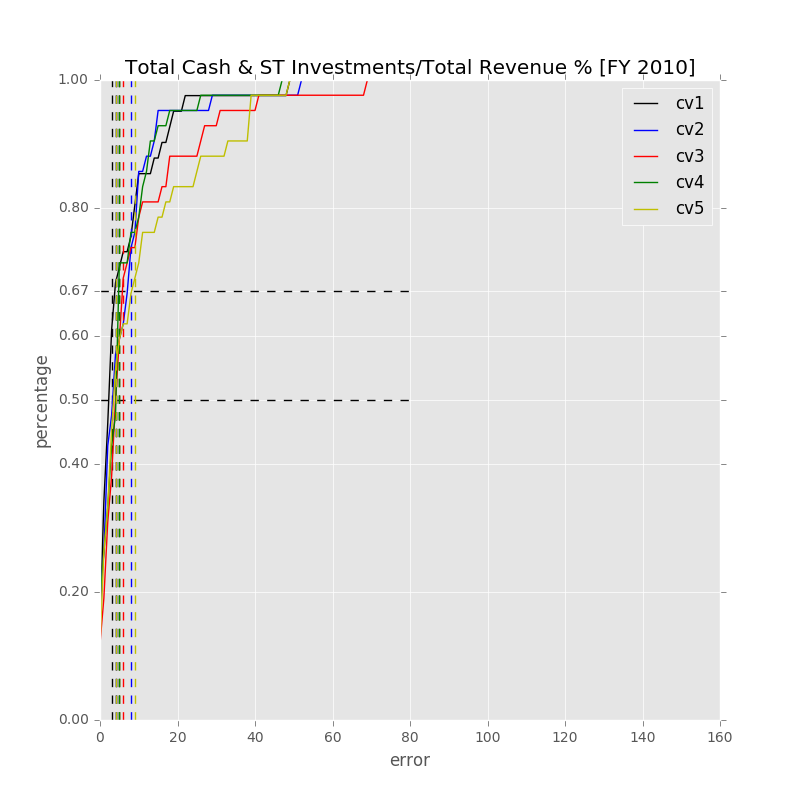 Total Cash & ST Investments/Total Revenue % [FY 2010]
1.00
0.80
0.67
0.60
0.50
0.40
0.20
0.00
percentage
cv1
cv2
cv3
cv4
cv5
0 20 40 60 80 100 120 140 160
error